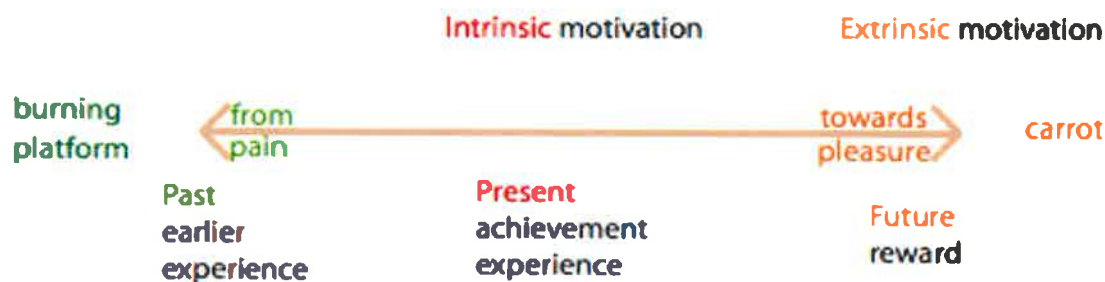 Intrinsic motivation
Extrinsic motivation
burning
platform
from
pain
towards
pleasure
carrot
Past
earlier
experience
Present
achievement
experience
Future
reward